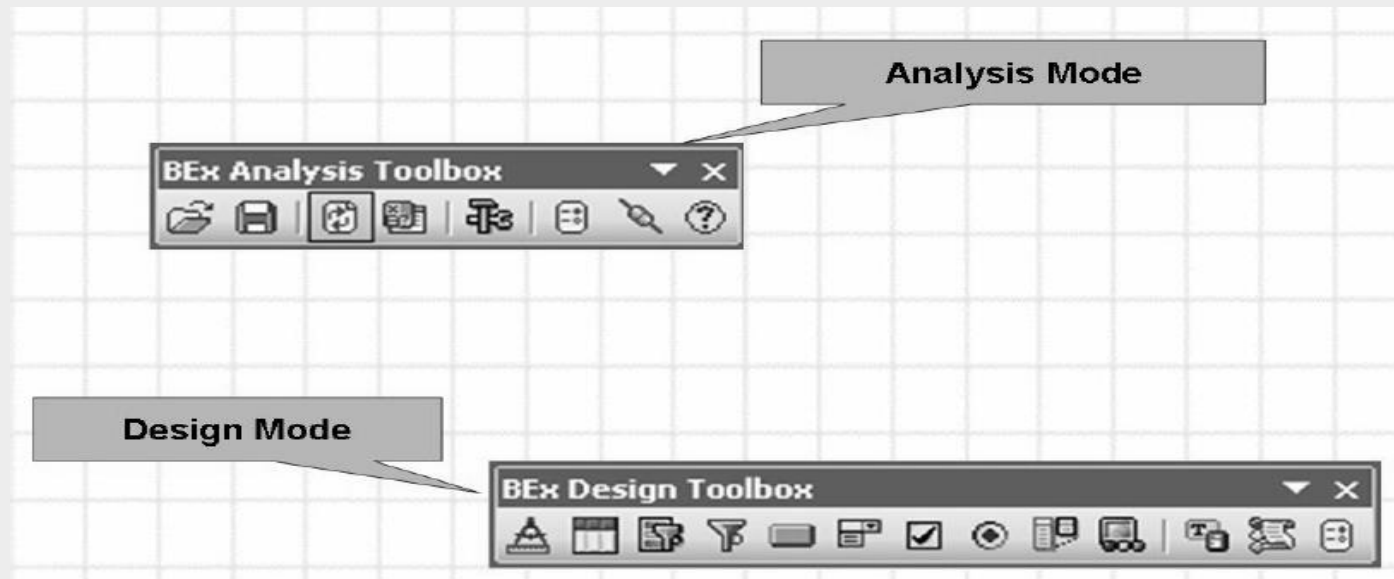 Analysis Mode
BEx Analysis Toolbox
Design Mode
BEx Design Toolbox